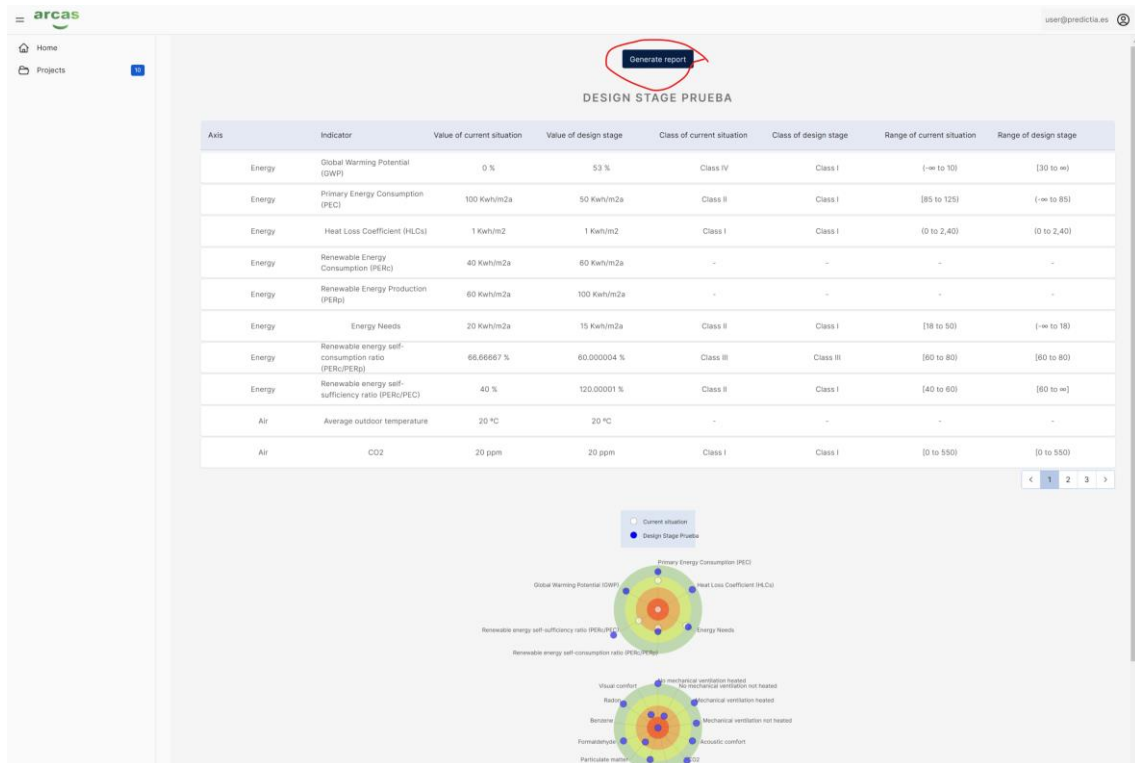 arcas
user@predictia.es
Home
Projects 10
Generate report
DESIGN STAGE PRUEBA
Axis Indicator Value of current situation Value of design stage Class of current situation Class of design stage Range of current situation Range of design stage
Energy Global Warming Potential (GWP) 0 % 53 % Class IV Class I (-∞ to 10) [30 to ∞)
Energy Primary Energy Consumption (PEC) 100 Kwh/m2a 50 Kwh/m2a Class II Class I [85 to 125) (-∞ to 85)
Energy Heat Loss Coefficient (HLCs) 1 Kwh/m2 1 Kwh/m2 Class I Class I (0 to 2,40) (0 to 2,40)
Energy Renewable Energy Consumption (PERc) 40 Kwh/m2a 60 Kwh/m2a - - - -
Energy Renewable Energy Production (PERp) 60 Kwh/m2a 100 Kwh/m2a - - - -
Energy Energy Needs 20 Kwh/m2a 15 Kwh/m2a Class II Class I [18 to 50) (-∞ to 18)
Energy Renewable energy self-consumption ratio (PERc/PERp) 66.66667 % 60.000004 % Class III Class III [60 to 80) [60 to 80)
Energy Renewable energy self-sufficiency ratio (PERc/PEC) 40 % 120.00001 % Class II Class I [40 to 60) [60 to ∞]
Air Average outdoor temperature 20 ºC 20 ºC - - - -
Air CO2 20 ppm 20 ppm Class I Class I [0 to 550) [0 to 550)
< 1 2 3 >
Current situation
Design Stage Prueba
Primary Energy Consumption (PEC)
Global Warming Potential (GWP) Heat Loss Coefficient (HLCs)
Renewable energy self-sufficiency ratio (PERc/PEC) Energy Needs
Renewable energy self-consumption ratio (PERc/PERp)
No mechanical ventilation heated
Visual comfort No mechanical ventilation not heated
Radon Mechanical ventilation heated
Benzene Mechanical ventilation not heated
Formaldehyde Acoustic comfort
Particulate matter CO2